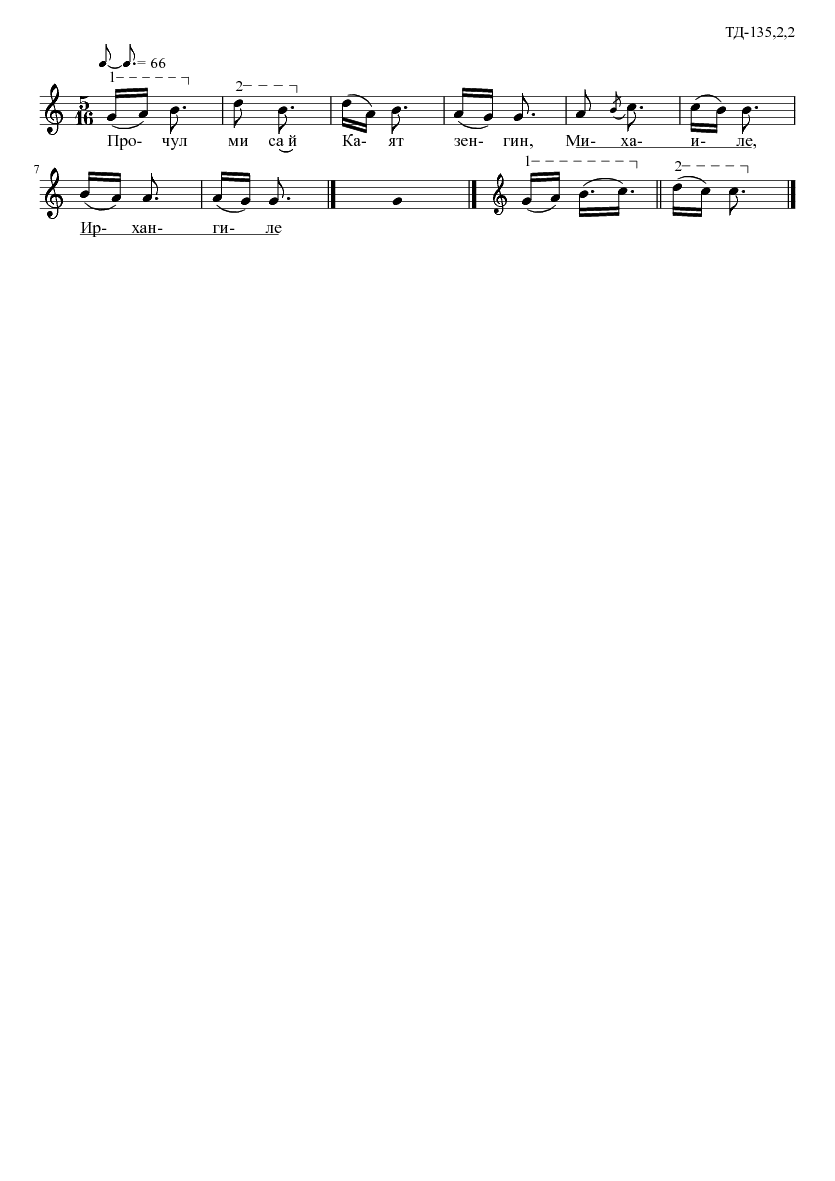 ТД-135,2,2
= 66
1 2
5
16
Про- чул ми са й Ка- ят зен- гин, Ми- ха- и- ле,
7
1 2
Ир- хан- ги- ле